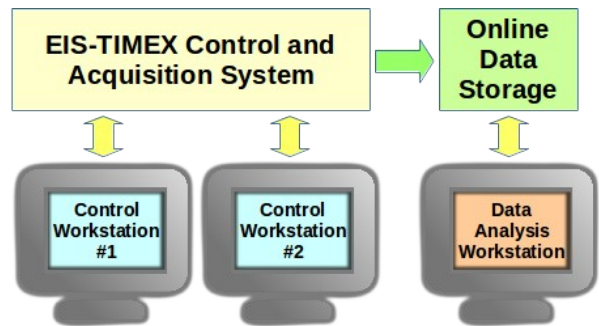 EIS-TIMEX Control and
Acquisition System
Online
Data
Storage
Control
Workstation
#1
Control
Workstation
#2
Data
Analysis
Workstation